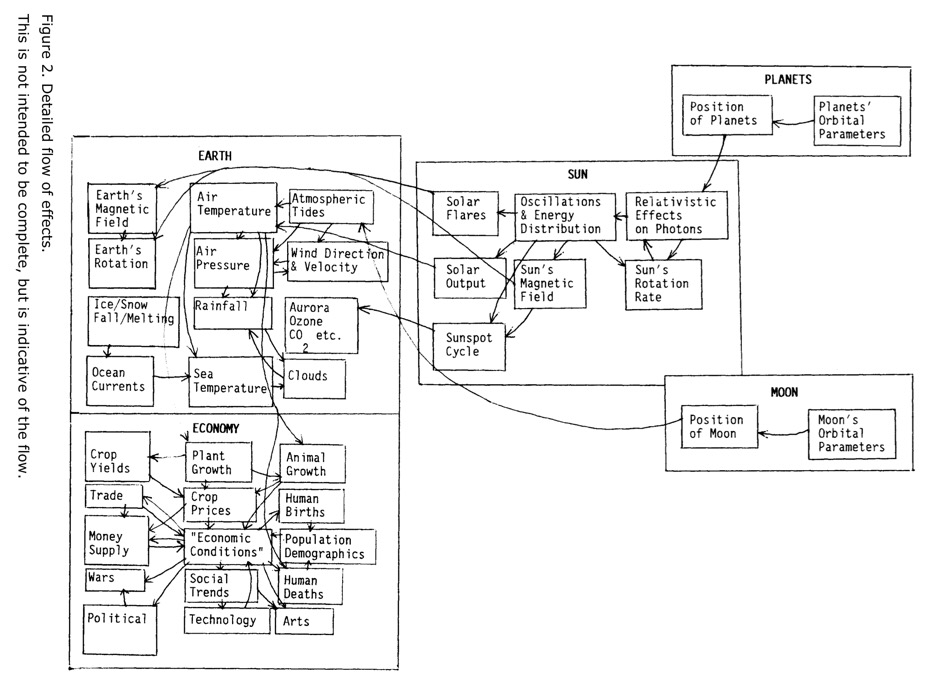 Figure 2. Detailed flow of effects.
This is not intended to be complete, but is indicative of the flow.
PLANETS
Position
of Planets
Planets'
Orbital
Parameters
EARTH
Earth's
Magnetic
Field
Air
Temperature
Atmospheric
Tides
Earth's
Rotation
Air
Pressure
Wind Direction
& Velocity
Ice/Snow
Fall/Melting
Rainfall
Aurora
Ozone
CO etc.
2
Ocean
Currents
Sea
Temperature
Clouds
SUN
Solar
Flares
Oscillations
& Energy
Distribution
Relativistic
Effects
on Photons
Solar
Output
Sun's
Magnetic
Field
Sun's
Rotation
Rate
Sunspot
Cycle
MOON
Position
of Moon
Moon's
Orbital
Parameters
ECONOMY
Crop
Yields
Plant
Growth
Animal
Growth
Trade
Crop
Prices
Human
Births
Money
Supply
"Economic
Conditions"
Population
Demographics
Wars
Social
Trends
Human
Deaths
Political
Technology
Arts